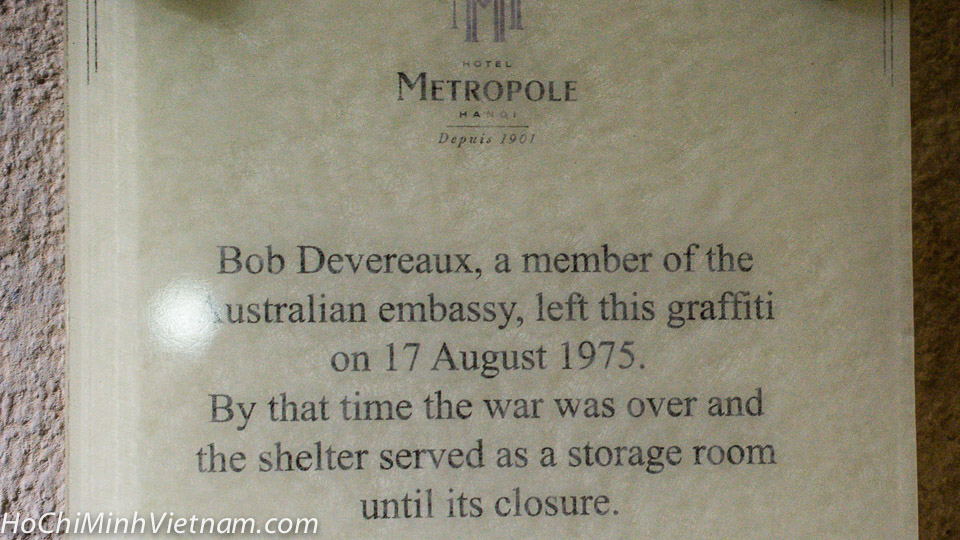 HOTEL
METROPOLE
HANOI
Depuis 1901
Bob Devereaux, a member of the
Australian embassy, left this graffiti
on 17 August 1975.
By that time the war was over and
the shelter served as a storage room
until its closure.
HoChiMinhVietnam.com